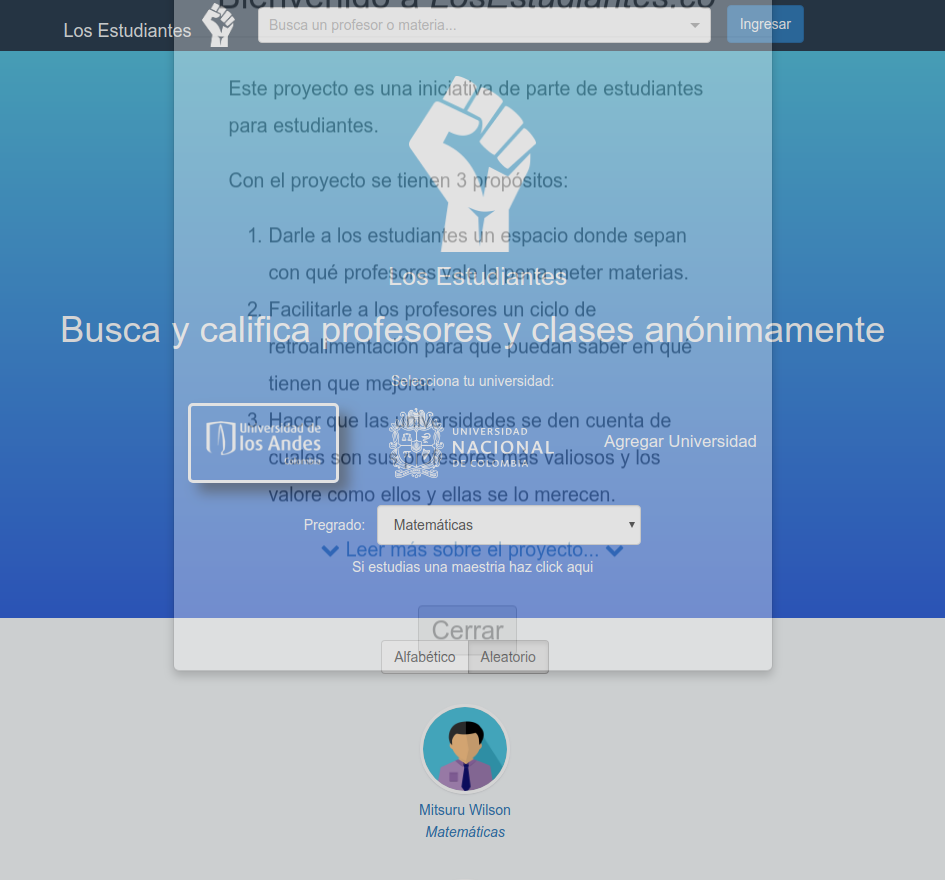 Bienvenido a LosEstudiantes.co
Los Estudiantes
Busca un profesor o materia...
Ingresar
Este proyecto es una iniciativa de parte de estudiantes
para estudiantes.
Con el proyecto se tienen 3 propósitos:
1. Darle a los estudiantes un espacio donde sepan
con qué profesores vale la pena meter materias.
Los Estudiantes
2. Facilitarle a los profesores un ciclo de
Busca y califica profesores y clases anónimamente
retroalimentación para que puedan saber en qué
tienen que mejorar.
Selecciona tu universidad:
3. Hacer que las universidades se den cuenta de
cuales son sus profesores más valiosos y los
valore como ellos y ellas se lo merecen.
Universidad de
los Andes
UNIVERSIDAD
NACIONAL
DE COLOMBIA
Agregar Universidad
Pregrado:
Matemáticas
Leer más sobre el proyecto...
Si estudias una maestria haz click aqui
Cerrar
Alfabético
Aleatorio
Mitsuru Wilson
Matemáticas